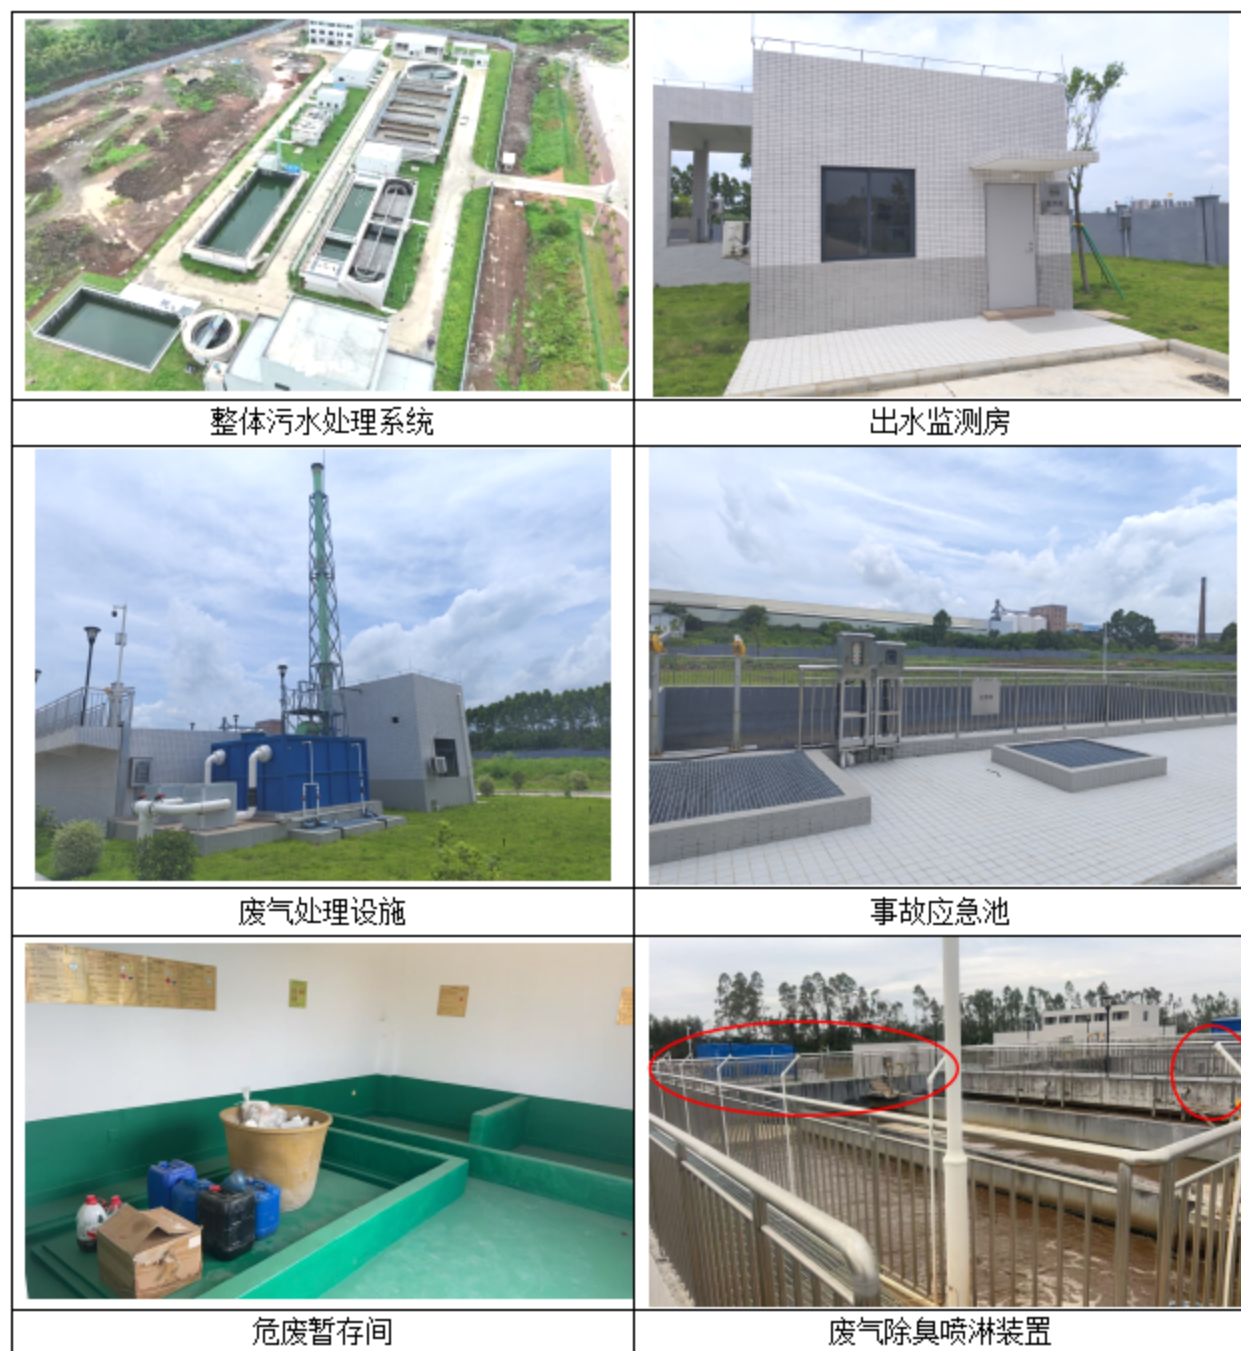 整体污水处理系统
出水监测房
废气处理设施
事故应急池
危废暂存间
废气除臭喷淋装置